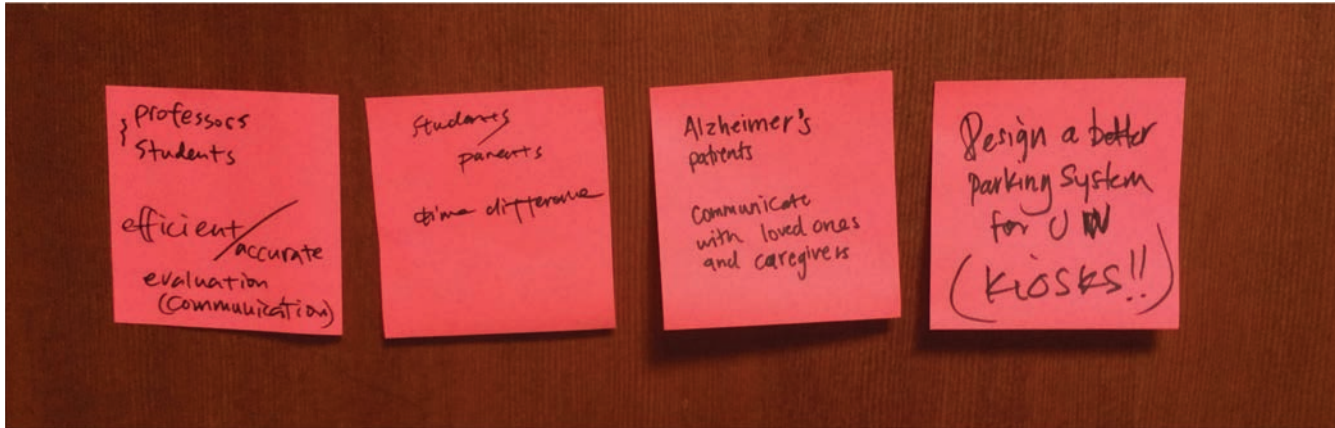 } professors
students
efficient/
accurate
evaluation
(communication)
Students/
parents
time difference
Alzheimer's
patients
Communicate
with loved ones
and caregivers
Design a better
parking system
for U W
(KIOSKS!!)